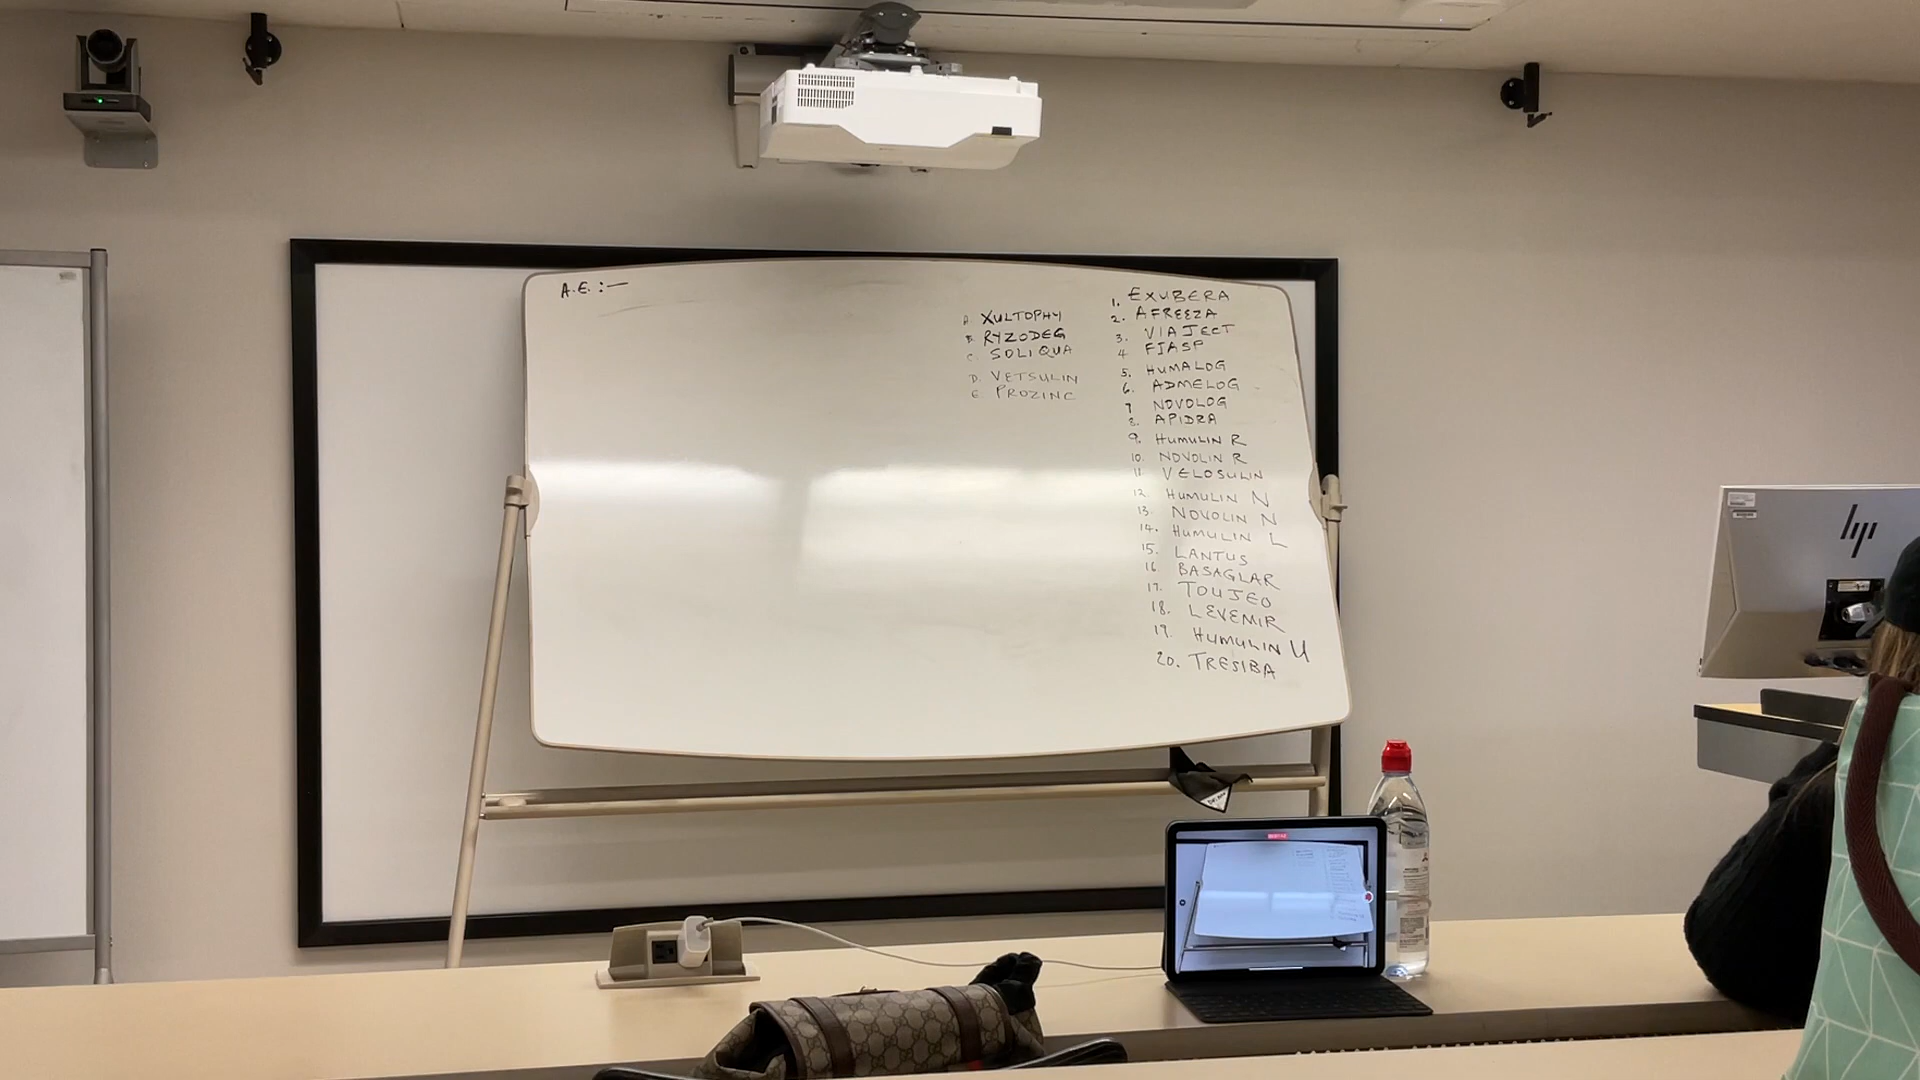 A.E. :—
A XULTOPHY
B. RYZODEG
C. SOLIQUA
D. VETSULIN
E PROZINC
1. EXUBERA
2. AFREEZA
3. VIAJECT
4 FIASP
5. HUMALOG
6. ADMELOG
7 NOVOLOG
8. APIDRA
9. HUMULIN R
10. NOVOLIN R
11. VELOSULIN
12. HUMULIN N
13. NOVOLIN N
14. HUMULIN L
15. LANTUS
16 BASAGLAR
17. TOUJEO
18. LEVEMIR
19. HUMULIN U
20. TRESIBA
hp